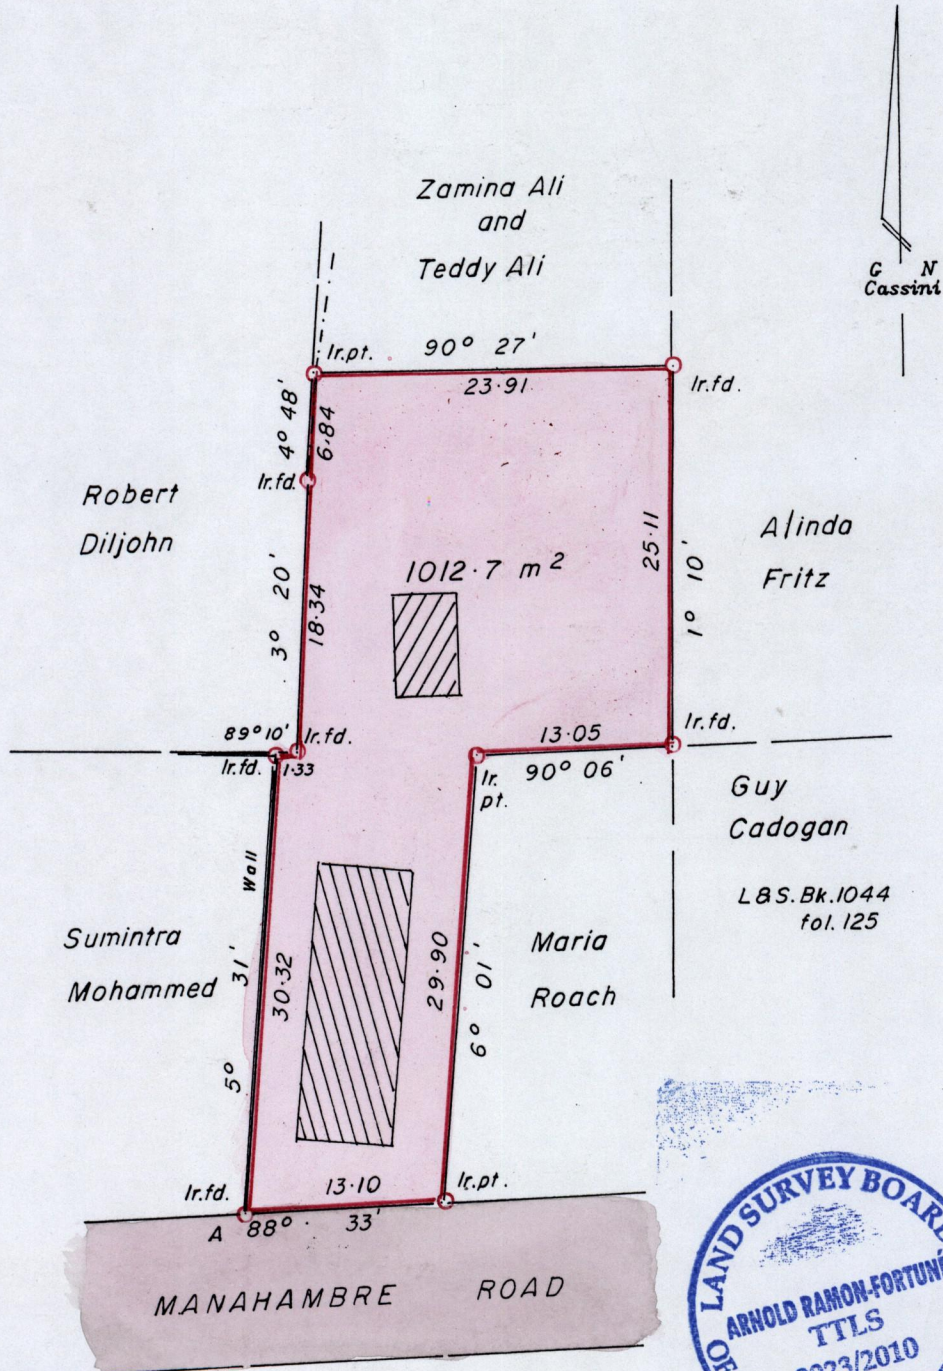 Zamina Ali
and
Teddy Ali
G N
Cassini
Ir.pt.
90° 27'
23.91
Ir.fd.
4° 48'
6.84
Ir.fd.
Robert
Diljohn
3° 20'
18.34
1012.7 m²
25.11
1° 10'
Alinda
Fritz
89° 10'
Ir.fd.
Ir.fd.
1.33
13.05
Ir.fd.
Ir.
pt.
90° 06'
Guy
Cadogan
L&S.Bk.1044
fol. 125
Wall
Sumintra
Mohammed
5° 31'
30.32
29.90
6° 01'
Maria
Roach
Ir.fd.
13.10
Ir.pt.
A 88° 33'
MANAHAMBRE ROAD
LAND SURVEY BOARD
ARNOLD RAMON-FORTUNÉ
TTLS
/2010